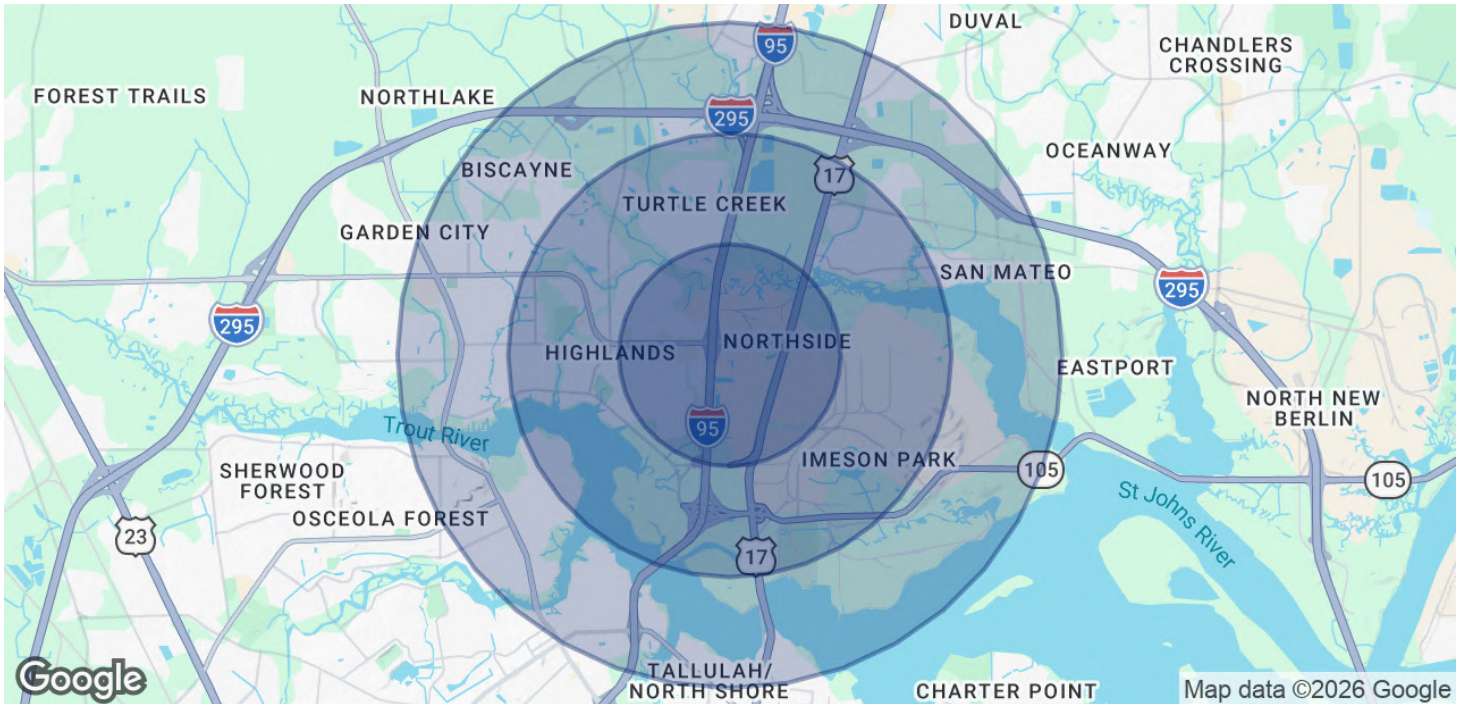 DUVAL
95
CHANDLERS
CROSSING
FOREST TRAILS
NORTHLAKE
295
OCEANWAY
BISCAYNE
17
TURTLE CREEK
GARDEN CITY
SAN MATEO
295
295
NORTHSIDE
HIGHLANDS
EASTPORT
NORTH NEW
BERLIN
95
Trout River
IMESON PARK
105
105
SHERWOOD
FOREST
St Johns River
OSCEOLA FOREST
23
17
TALLULAH/
NORTH SHORE
CHARTER POINT
Google
Map data ©2026 Google